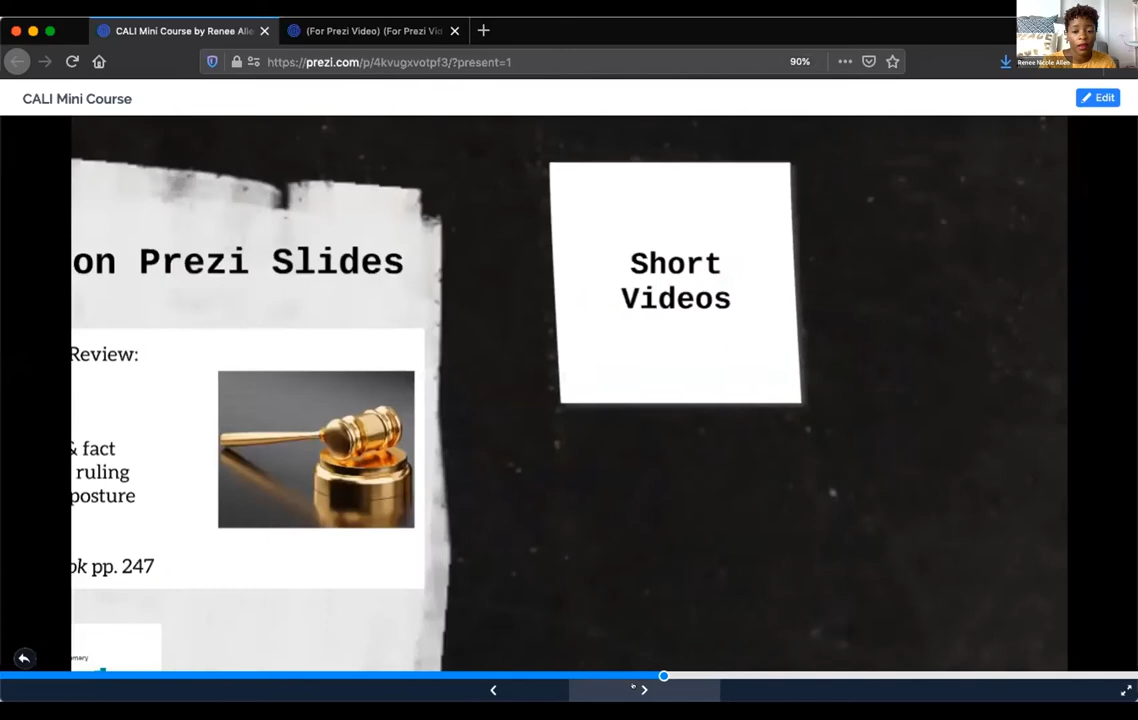 CALI Mini Course by Renee Alle
(For Prezi Video) (For Prezi Vid
https://prezi.com/p/4kvugxvotpf3/?present=1
90%
Renee Nicole Allen
CALI Mini Course
Edit
on Prezi Slides
Review:
& fact
ruling
posture
ok pp. 247
Short
Videos